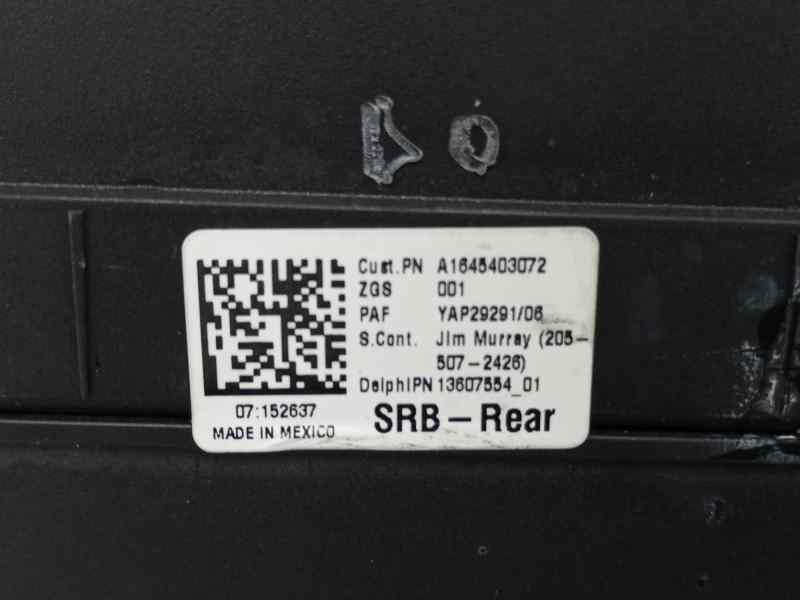 Cust.PN A1645403072
ZGS 001
PAF YAP29291/06
S.Cont. Jim Murray (205-
507-2426)
DelphiPN 13607554_01
07:152637
MADE IN MEXICO
SRB-Rear